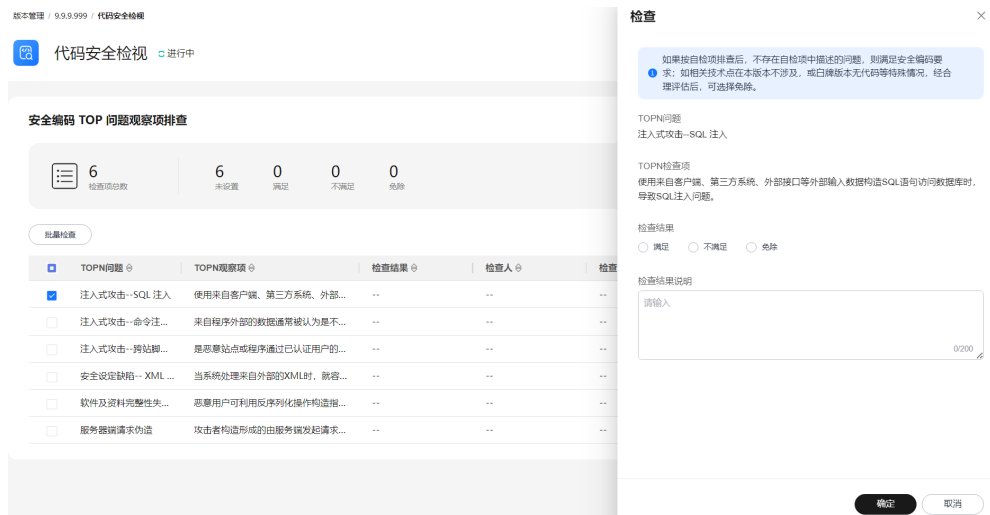 版本管理 / 9.9.9.999 / 代码安全检视
代码安全检视 进行中
安全编码 TOP 问题观察项排查
6
检查项总数
6
未设置
0
满足
0
不满足
0
免除
批量检查
TOPN问题 TOPN观察项 检查结果 检查人 检查
注入式攻击--SQL 注入 使用来自客户端、第三方系统、外部... -- -- --
注入式攻击--命令注... 来自程序外部的数据通常被认为是不... -- -- --
注入式攻击--跨站脚... 是恶意站点或程序通过已认证用户的... -- -- --
安全设定缺陷-- XML ... 当系统处理来自外部的XML时，就容... -- -- --
软件及资料完整性失... 恶意用户可利用反序列化操作构造指... -- -- --
服务器端请求伪造 攻击者构造形成的由服务端发起请求... -- -- --
检查
如果按自检项排查后，不存在自检项中描述的问题，则满足安全编码要
求；如相关技术点在本版本不涉及，或白牌版本无代码等特殊情况，经合
理评估后，可选择免除。
TOPN问题
注入式攻击--SQL 注入
TOPN检查项
使用来自客户端、第三方系统、外部接口等外部输入数据构造SQL语句访问数据库时，
导致SQL注入问题。
检查结果
满足 不满足 免除
检查结果说明
请输入
0/200
确定 取消